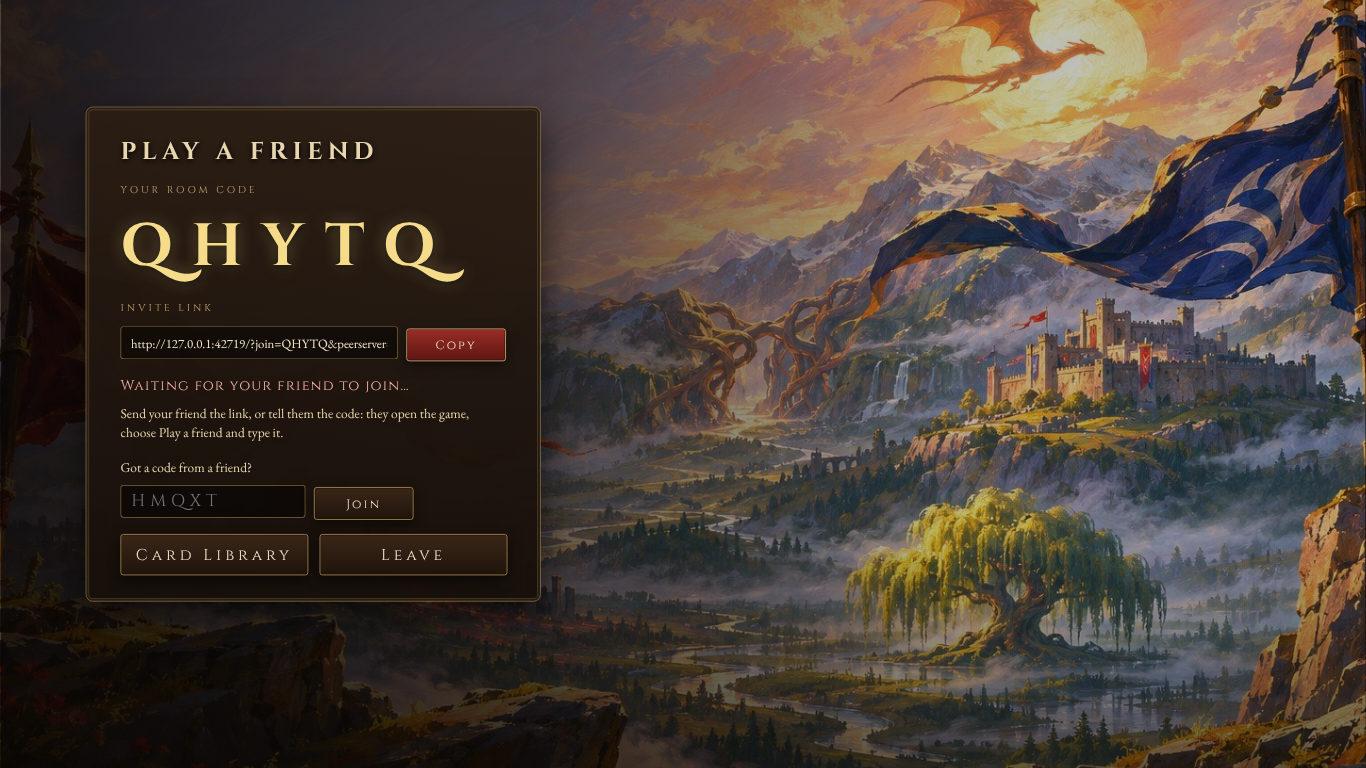 PLAY A FRIEND
YOUR ROOM CODE
QHYTQ
INVITE LINK
http://127.0.0.1:42719/?join=QHYTQ&peerserver
Copy
Waiting for your friend to join…
Send your friend the link, or tell them the code: they open the game,
choose Play a friend and type it.
Got a code from a friend?
HMQXT
Join
Card Library
Leave